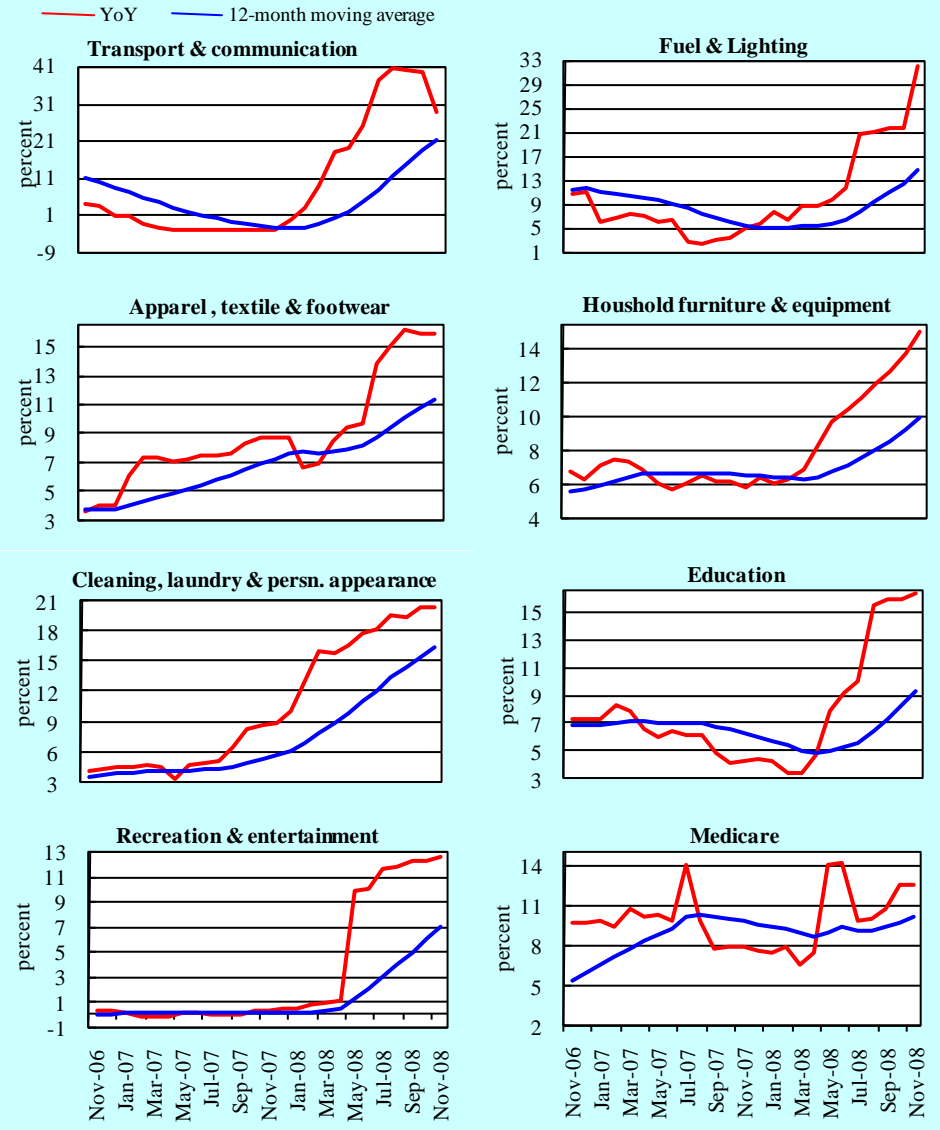 YoY 12-month moving average
Transport & communication
percent
41
31
21
11
1
-9
Fuel & Lighting
percent
33
29
25
21
17
13
9
5
1
Apparel , textile & footwear
percent
15
13
11
9
7
5
3
Houshold furniture & equipment
percent
14
12
10
8
6
4
Cleaning, laundry & persn. appearance
percent
21
18
15
12
9
6
3
Education
percent
15
13
11
9
7
5
3
Recreation & entertainment
percent
13
11
9
7
5
3
1
-1
Nov-06
Jan-07
Mar-07
May-07
Jul-07
Sep-07
Nov-07
Jan-08
Mar-08
May-08
Jul-08
Sep-08
Nov-08
Medicare
percent
14
11
8
5
2
Nov-06
Jan-07
Mar-07
May-07
Jul-07
Sep-07
Nov-07
Jan-08
Mar-08
May-08
Jul-08
Sep-08
Nov-08